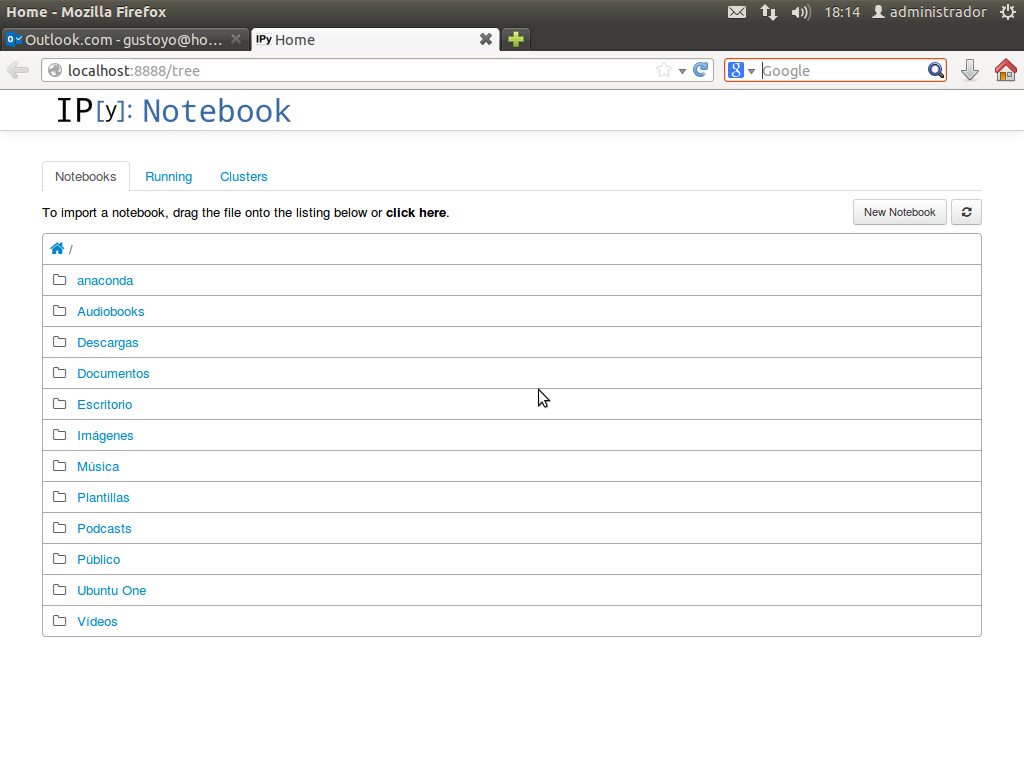 Home - Mozilla Firefox 18:14 administrador
Outlook.com - gustoyo@ho... IPy Home
localhost:8888/tree 8 Google
IP[y]: Notebook
Notebooks Running Clusters
To import a notebook, drag the file onto the listing below or click here. New Notebook
/
anaconda
Audiobooks
Descargas
Documentos
Escritorio
Imágenes
Música
Plantillas
Podcasts
Público
Ubuntu One
Vídeos